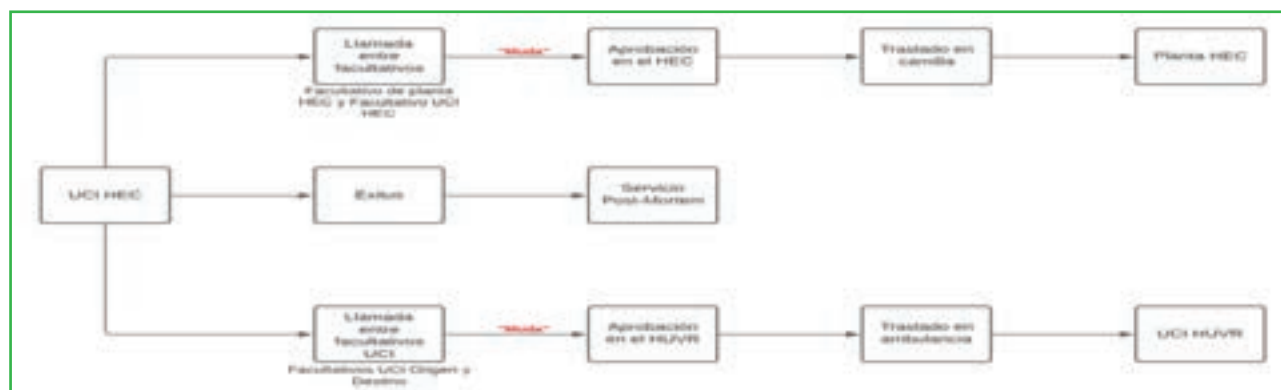 Llamada
entre
facultativos
"Muda"
Aprobación
en el HEC
Traslado en
camilla
Planta HEC
Facultativo de planta
HEC y Facultativo UCI
HEC
UCI HEC
Exitus
Servicio
Post-Mortem
Llamada
entre
facultativos
UCI
"Muda"
Aprobación
en el HUVR
Traslado en
ambulancia
UCI HUVR
Facultativos UCI Origen y
Destino